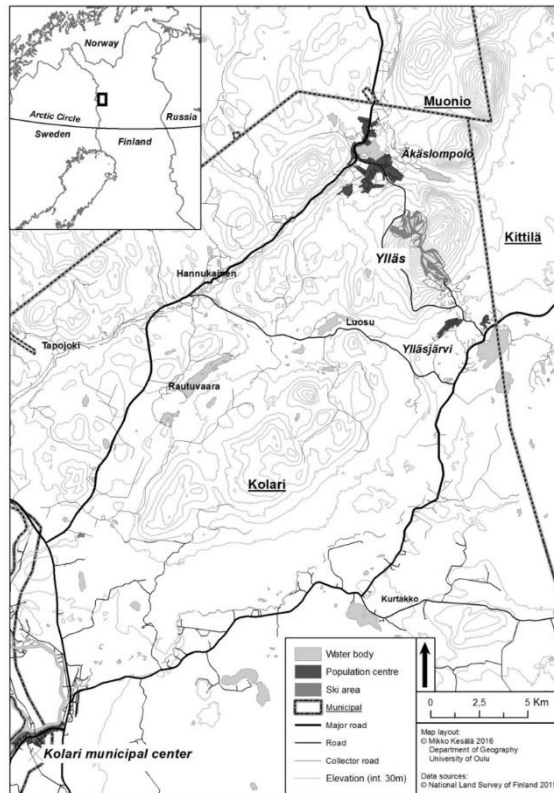 Norway
Arctic Circle
Russia
Sweden
Finland
Muonio
Äkäslompolo
Kittilä
Ylläs
Hannukainen
Luosu
Ylläsjärvi
Tapojoki
Rautuvaara
Kolari
Kurtakko
Kolari municipal center
Water body
Population centre
Ski area
Municipal
Major road
Road
Collector road
Elevation (int. 30m)
0 2,5 5 Km
Map layout:
© Mikko Kesälä 2016
Department of Geography
University of Oulu
Data sources:
© National Land Survey of Finland 2015